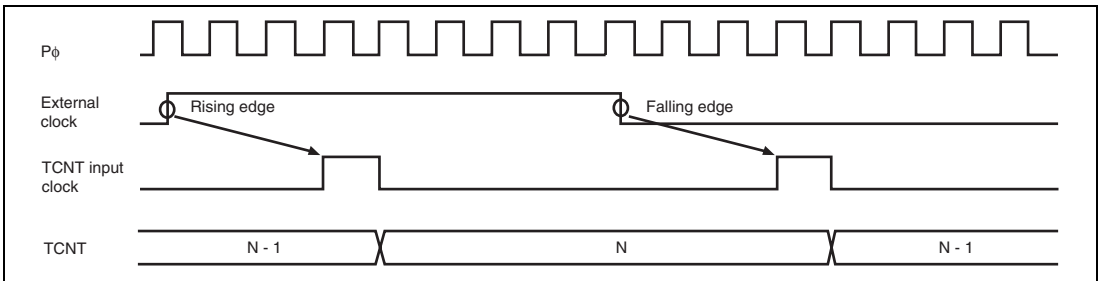 Pφ
External
clock
Rising edge
Falling edge
TCNT input
clock
TCNT
N - 1
N
N - 1